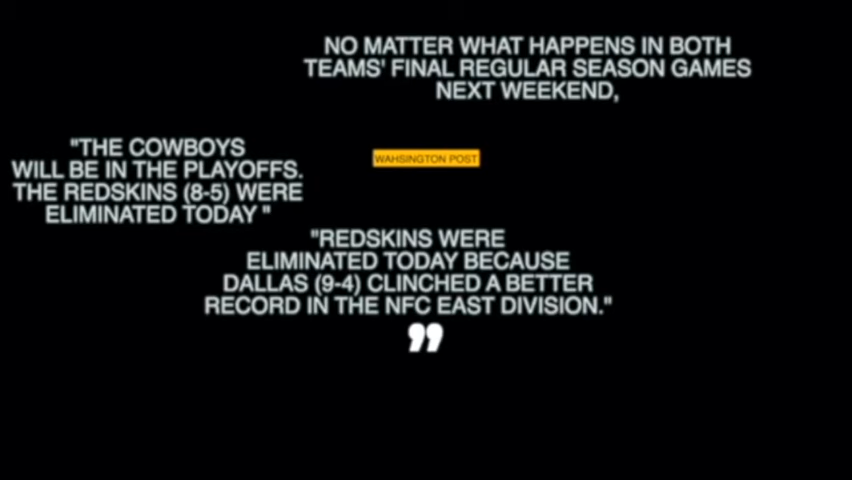 NO MATTER WHAT HAPPENS IN BOTH
TEAMS' FINAL REGULAR SEASON GAMES
NEXT WEEKEND,
"THE COWBOYS
WILL BE IN THE PLAYOFFS.
THE REDSKINS (8-5) WERE
ELIMINATED TODAY "
WAHSINGTON POST
"REDSKINS WERE
ELIMINATED TODAY BECAUSE
DALLAS (9-4) CLINCHED A BETTER
RECORD IN THE NFC EAST DIVISION."
”